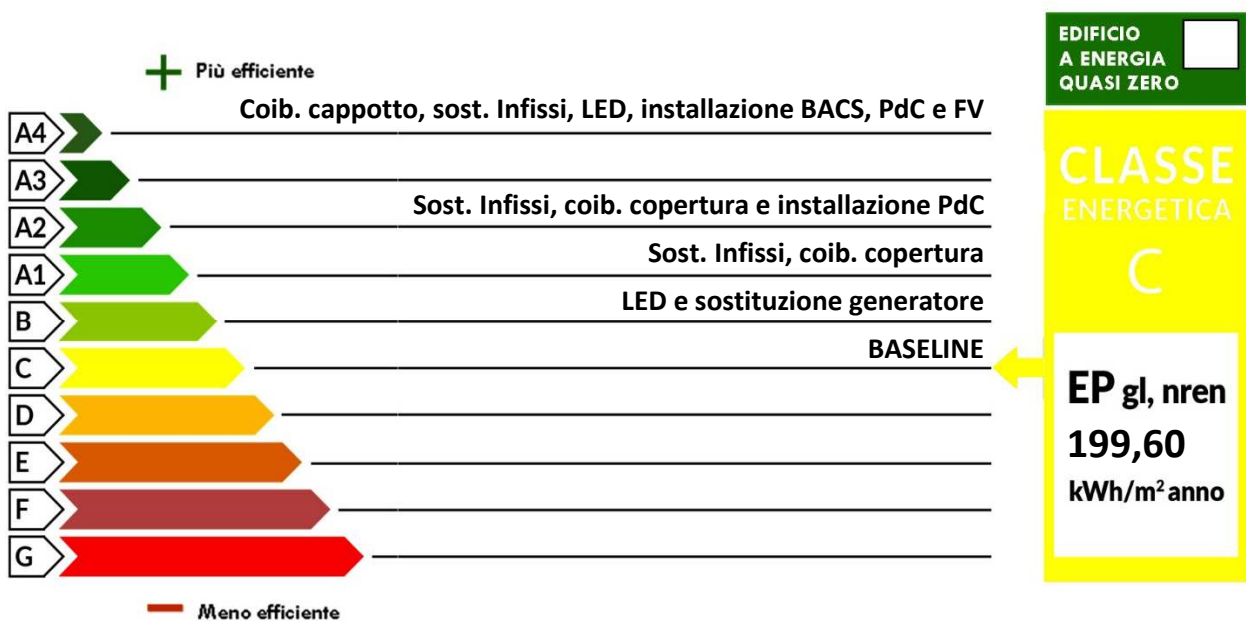 Più efficiente
Coib. cappotto, sost. Infissi, LED, installazione BACS, PdC e FV
A4
A3
Sost. Infissi, coib. copertura e installazione PdC
A2
Sost. Infissi, coib. copertura
A1
LED e sostituzione generatore
B
BASELINE
C
D
E
F
G
Meno efficiente
EDIFICIO
A ENERGIA
QUASI ZERO
CLASSE
ENERGETICA
C
EP gl, nren
199,60
kWh/m² anno